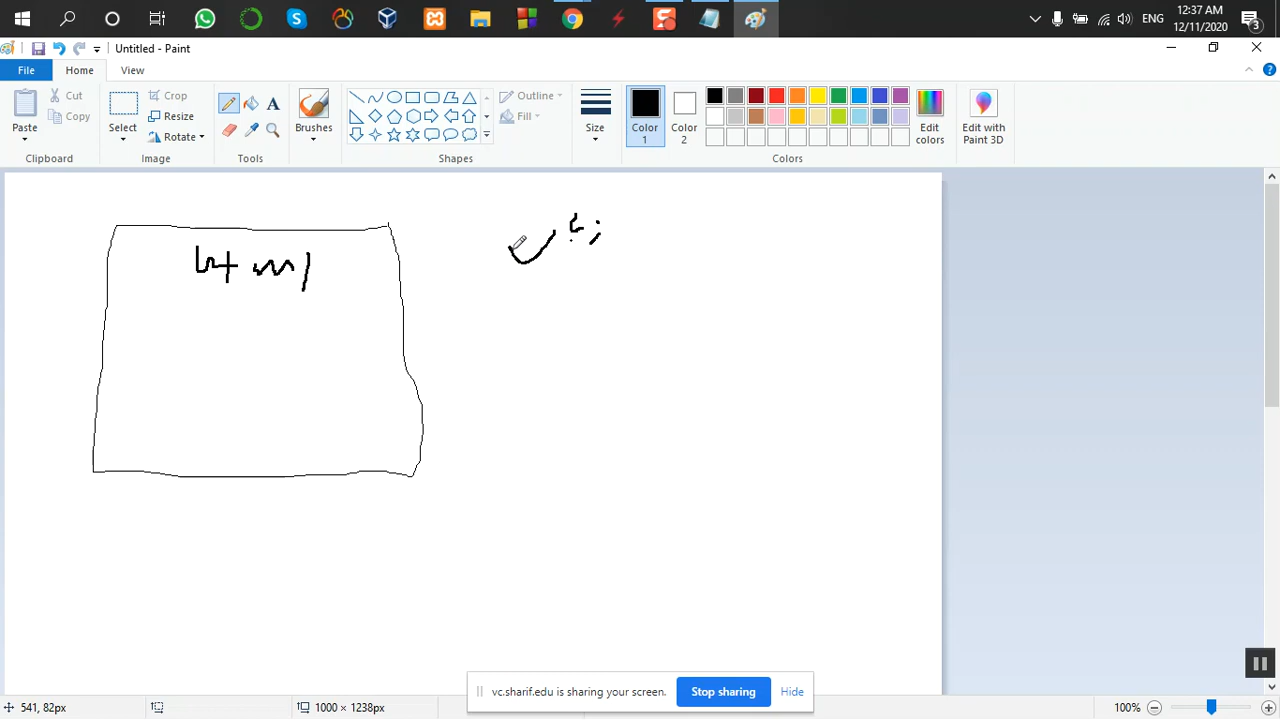 12:37 AM
ENG
12/11/2020
3
Untitled - Paint
File
Home
View
Cut
Crop
Outline
Copy
Resize
Fill
Paste
Select
Rotate
Brushes
Size
Color
1
Color
2
Edit
colors
Edit with
Paint 3D
Clipboard
Image
Tools
Shapes
Colors
html
vc.sharif.edu is sharing your screen.
Stop sharing
Hide
541, 82px
1000 × 1238px
100%